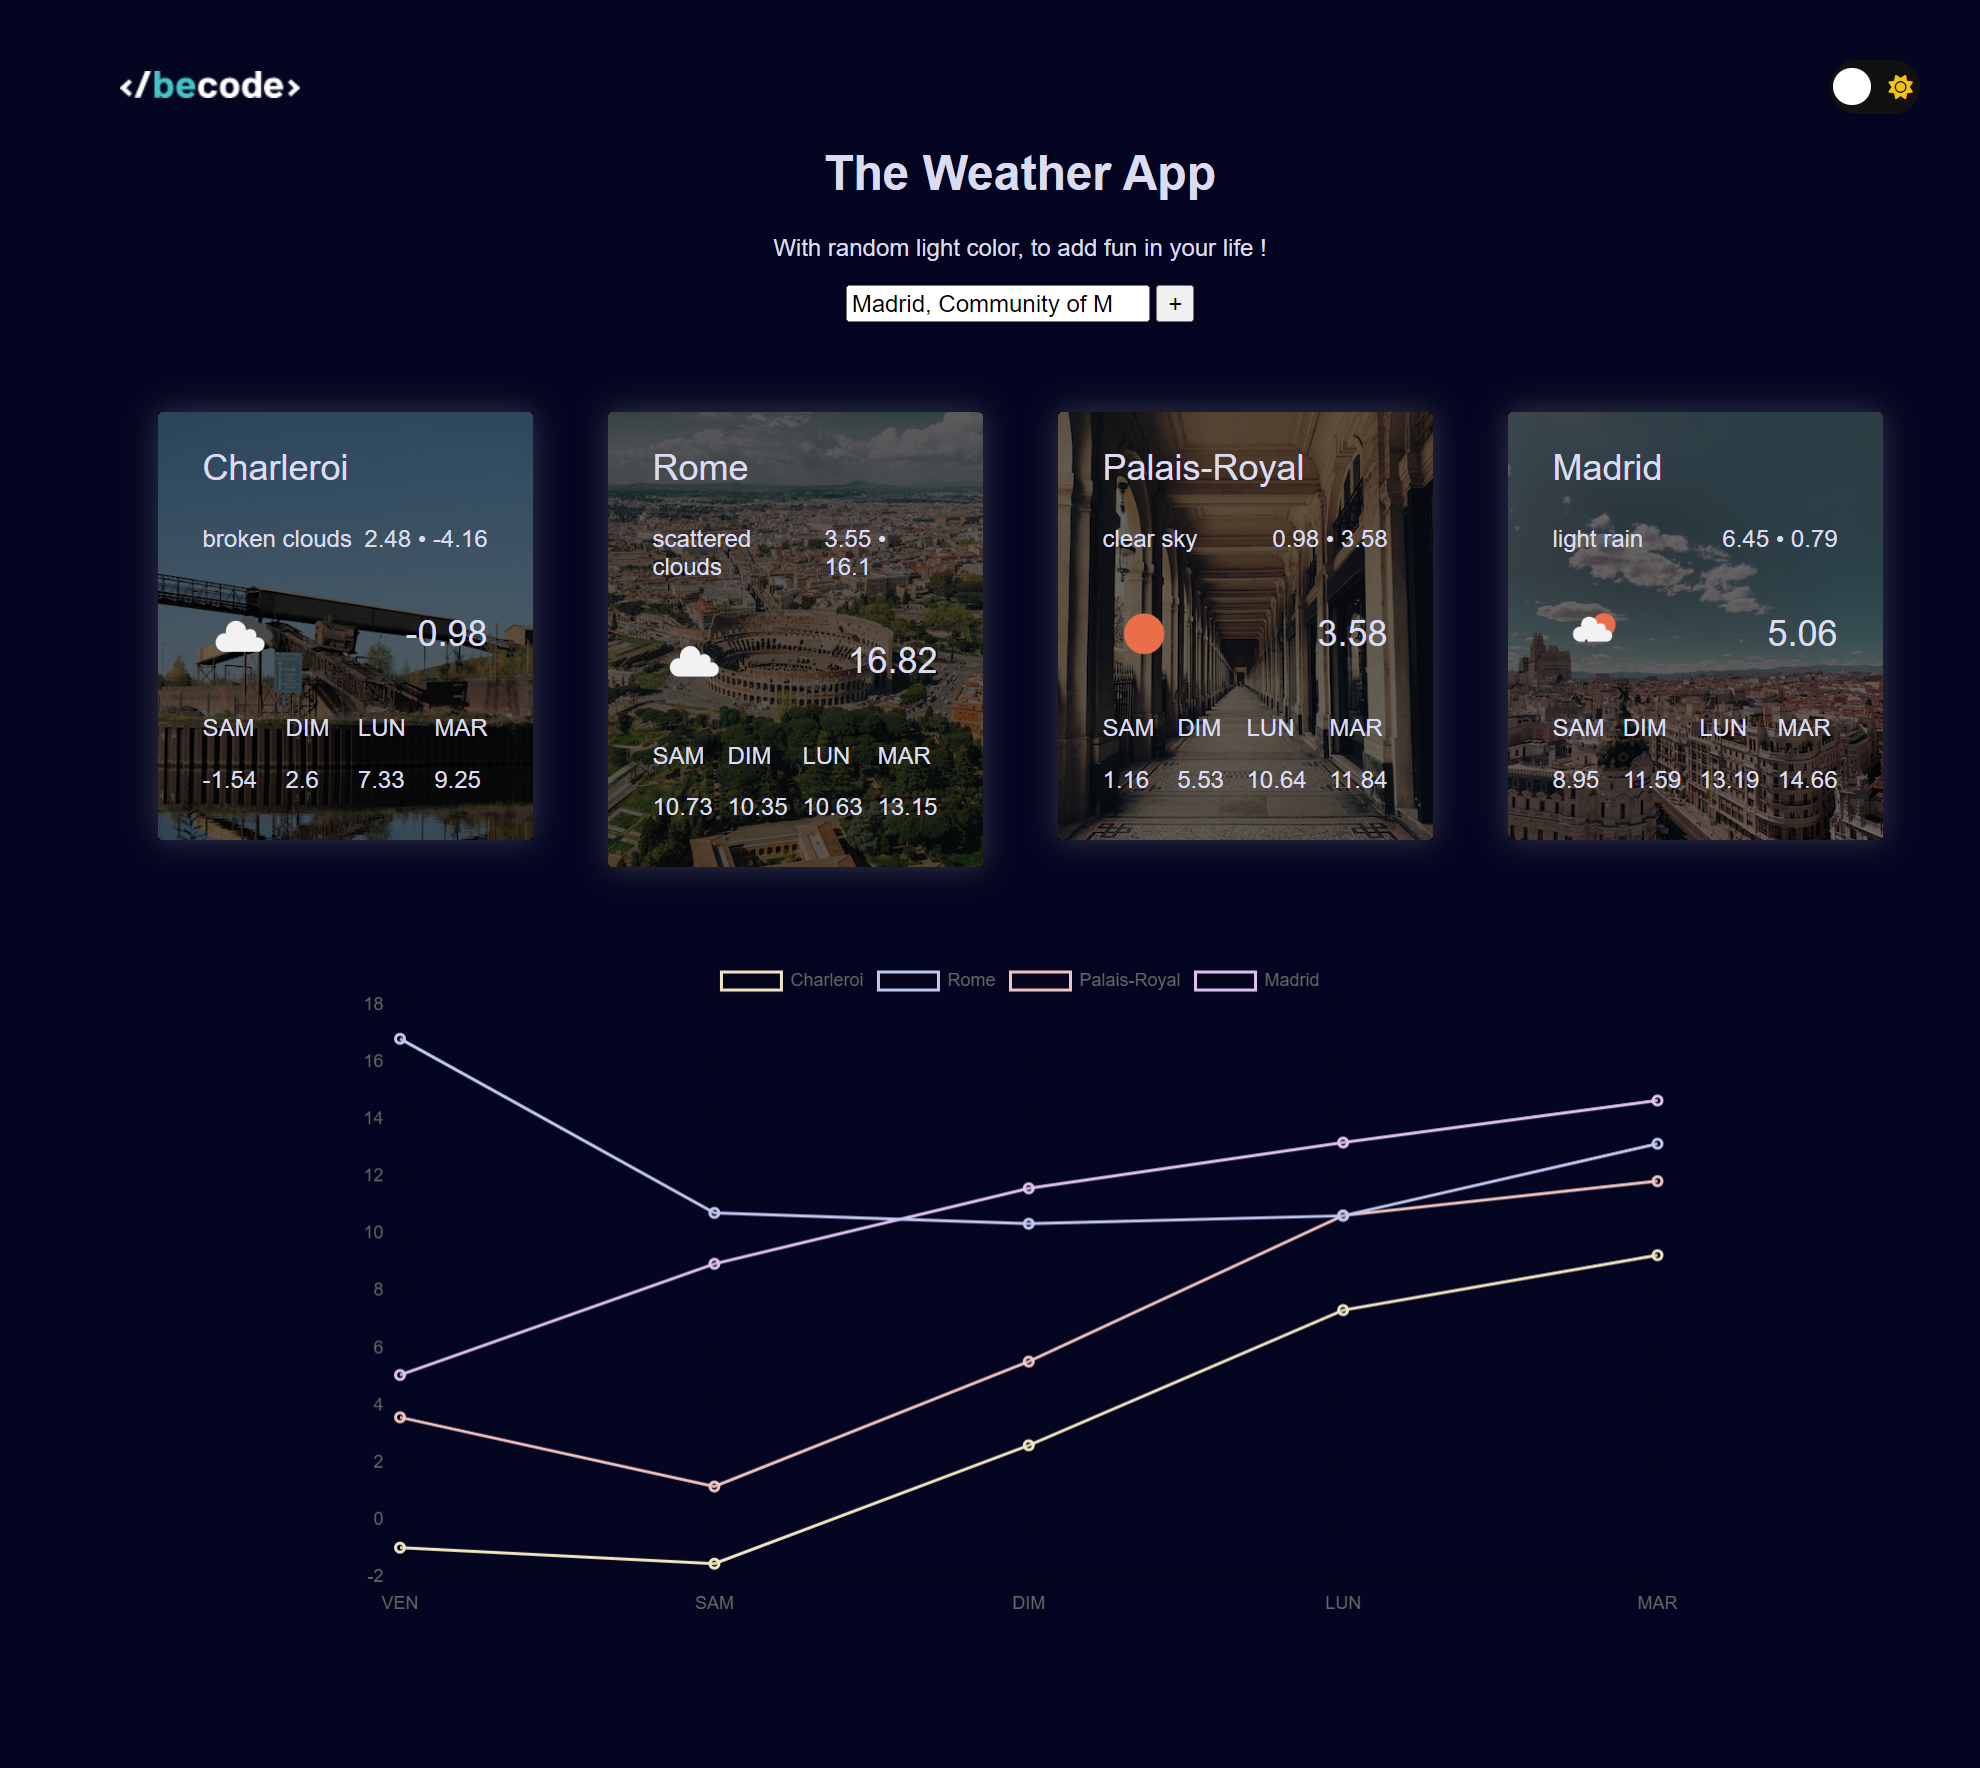 </becode>
The Weather App
With random light color, to add fun in your life !
Madrid, Community of M
+
Charleroi
broken clouds 2.48 • -4.16
-0.98
SAM DIM LUN MAR
-1.54 2.6 7.33 9.25
Rome
scattered clouds
3.55 • 16.1
16.82
SAM DIM LUN MAR
10.73 10.35 10.63 13.15
Palais-Royal
clear sky 0.98 • 3.58
3.58
SAM DIM LUN MAR
1.16 5.53 10.64 11.84
Madrid
light rain 6.45 • 0.79
5.06
SAM DIM LUN MAR
8.95 11.59 13.19 14.66
Charleroi Rome Palais-Royal Madrid
18
16
14
12
10
8
6
4
2
0
-2
VEN SAM DIM LUN MAR